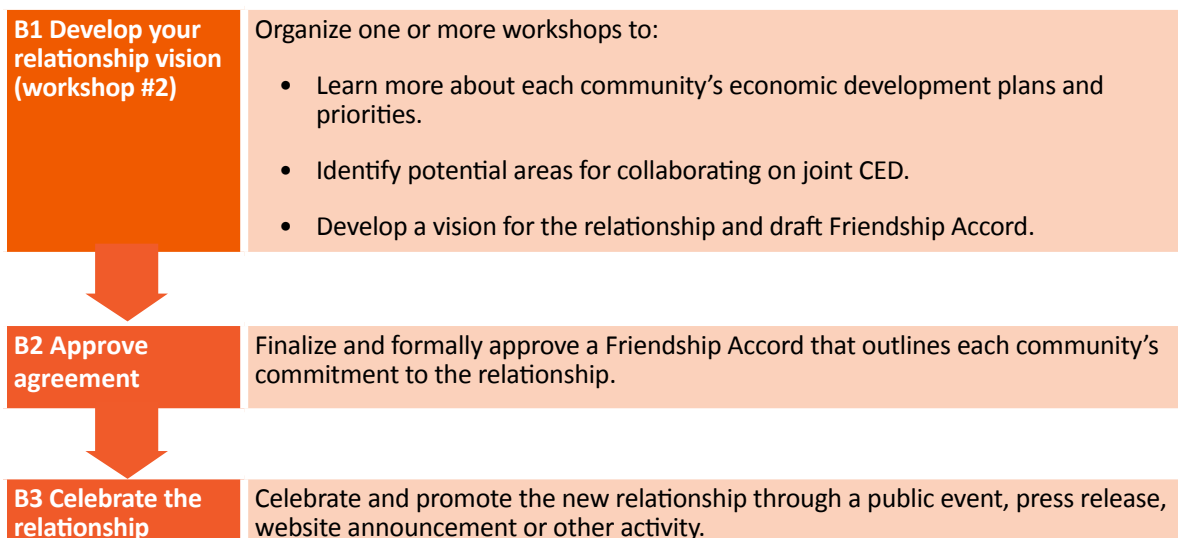 B1 Develop your
relationship vision
(workshop #2)
Organize one or more workshops to:
• Learn more about each community’s economic development plans and
priorities.
• Identify potential areas for collaborating on joint CED.
• Develop a vision for the relationship and draft Friendship Accord.
B2 Approve
agreement
Finalize and formally approve a Friendship Accord that outlines each community’s
commitment to the relationship.
B3 Celebrate the
relationship
Celebrate and promote the new relationship through a public event, press release,
website announcement or other activity.